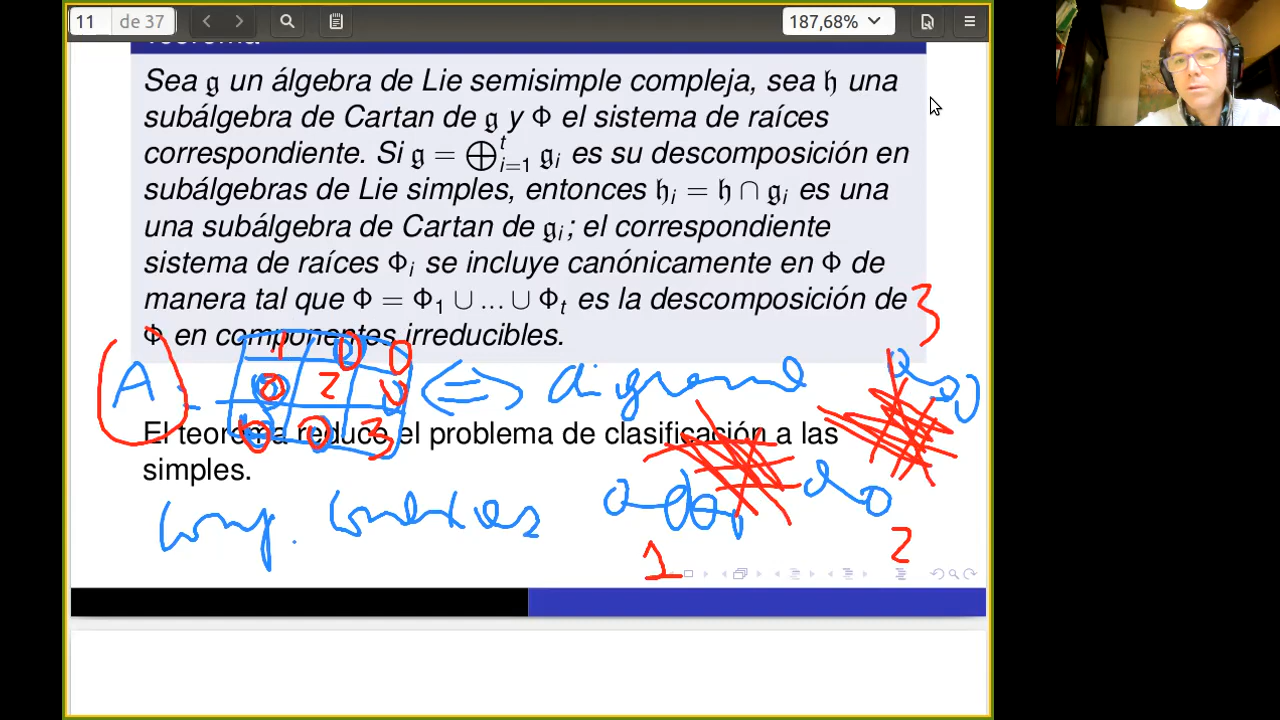 11 de 37 187,68%
Teorema
Sea 𝔤 un álgebra de Lie semisimple compleja, sea 𝔥 una
subálgebra de Cartan de 𝔤 y Φ el sistema de raíces
correspondiente. Si 𝔤 = ⊕ᵗᵢ₌₁ 𝔤ᵢ es su descomposición en
subálgebras de Lie simples, entonces 𝔥ᵢ = 𝔥 ∩ 𝔤ᵢ es una
una subálgebra de Cartan de 𝔤ᵢ; el correspondiente
sistema de raíces Φᵢ se incluye canónicamente en Φ de
manera tal que Φ = Φ₁ ∪ ... ∪ Φₜ es la descomposición de
Φ en componentes irreducibles.
3
1 0 0
A 0 2 0 ⇔ digrama
0 0 3
El teorema reduce el problema de clasifisación a las
simples.
comp. conexas
1 2